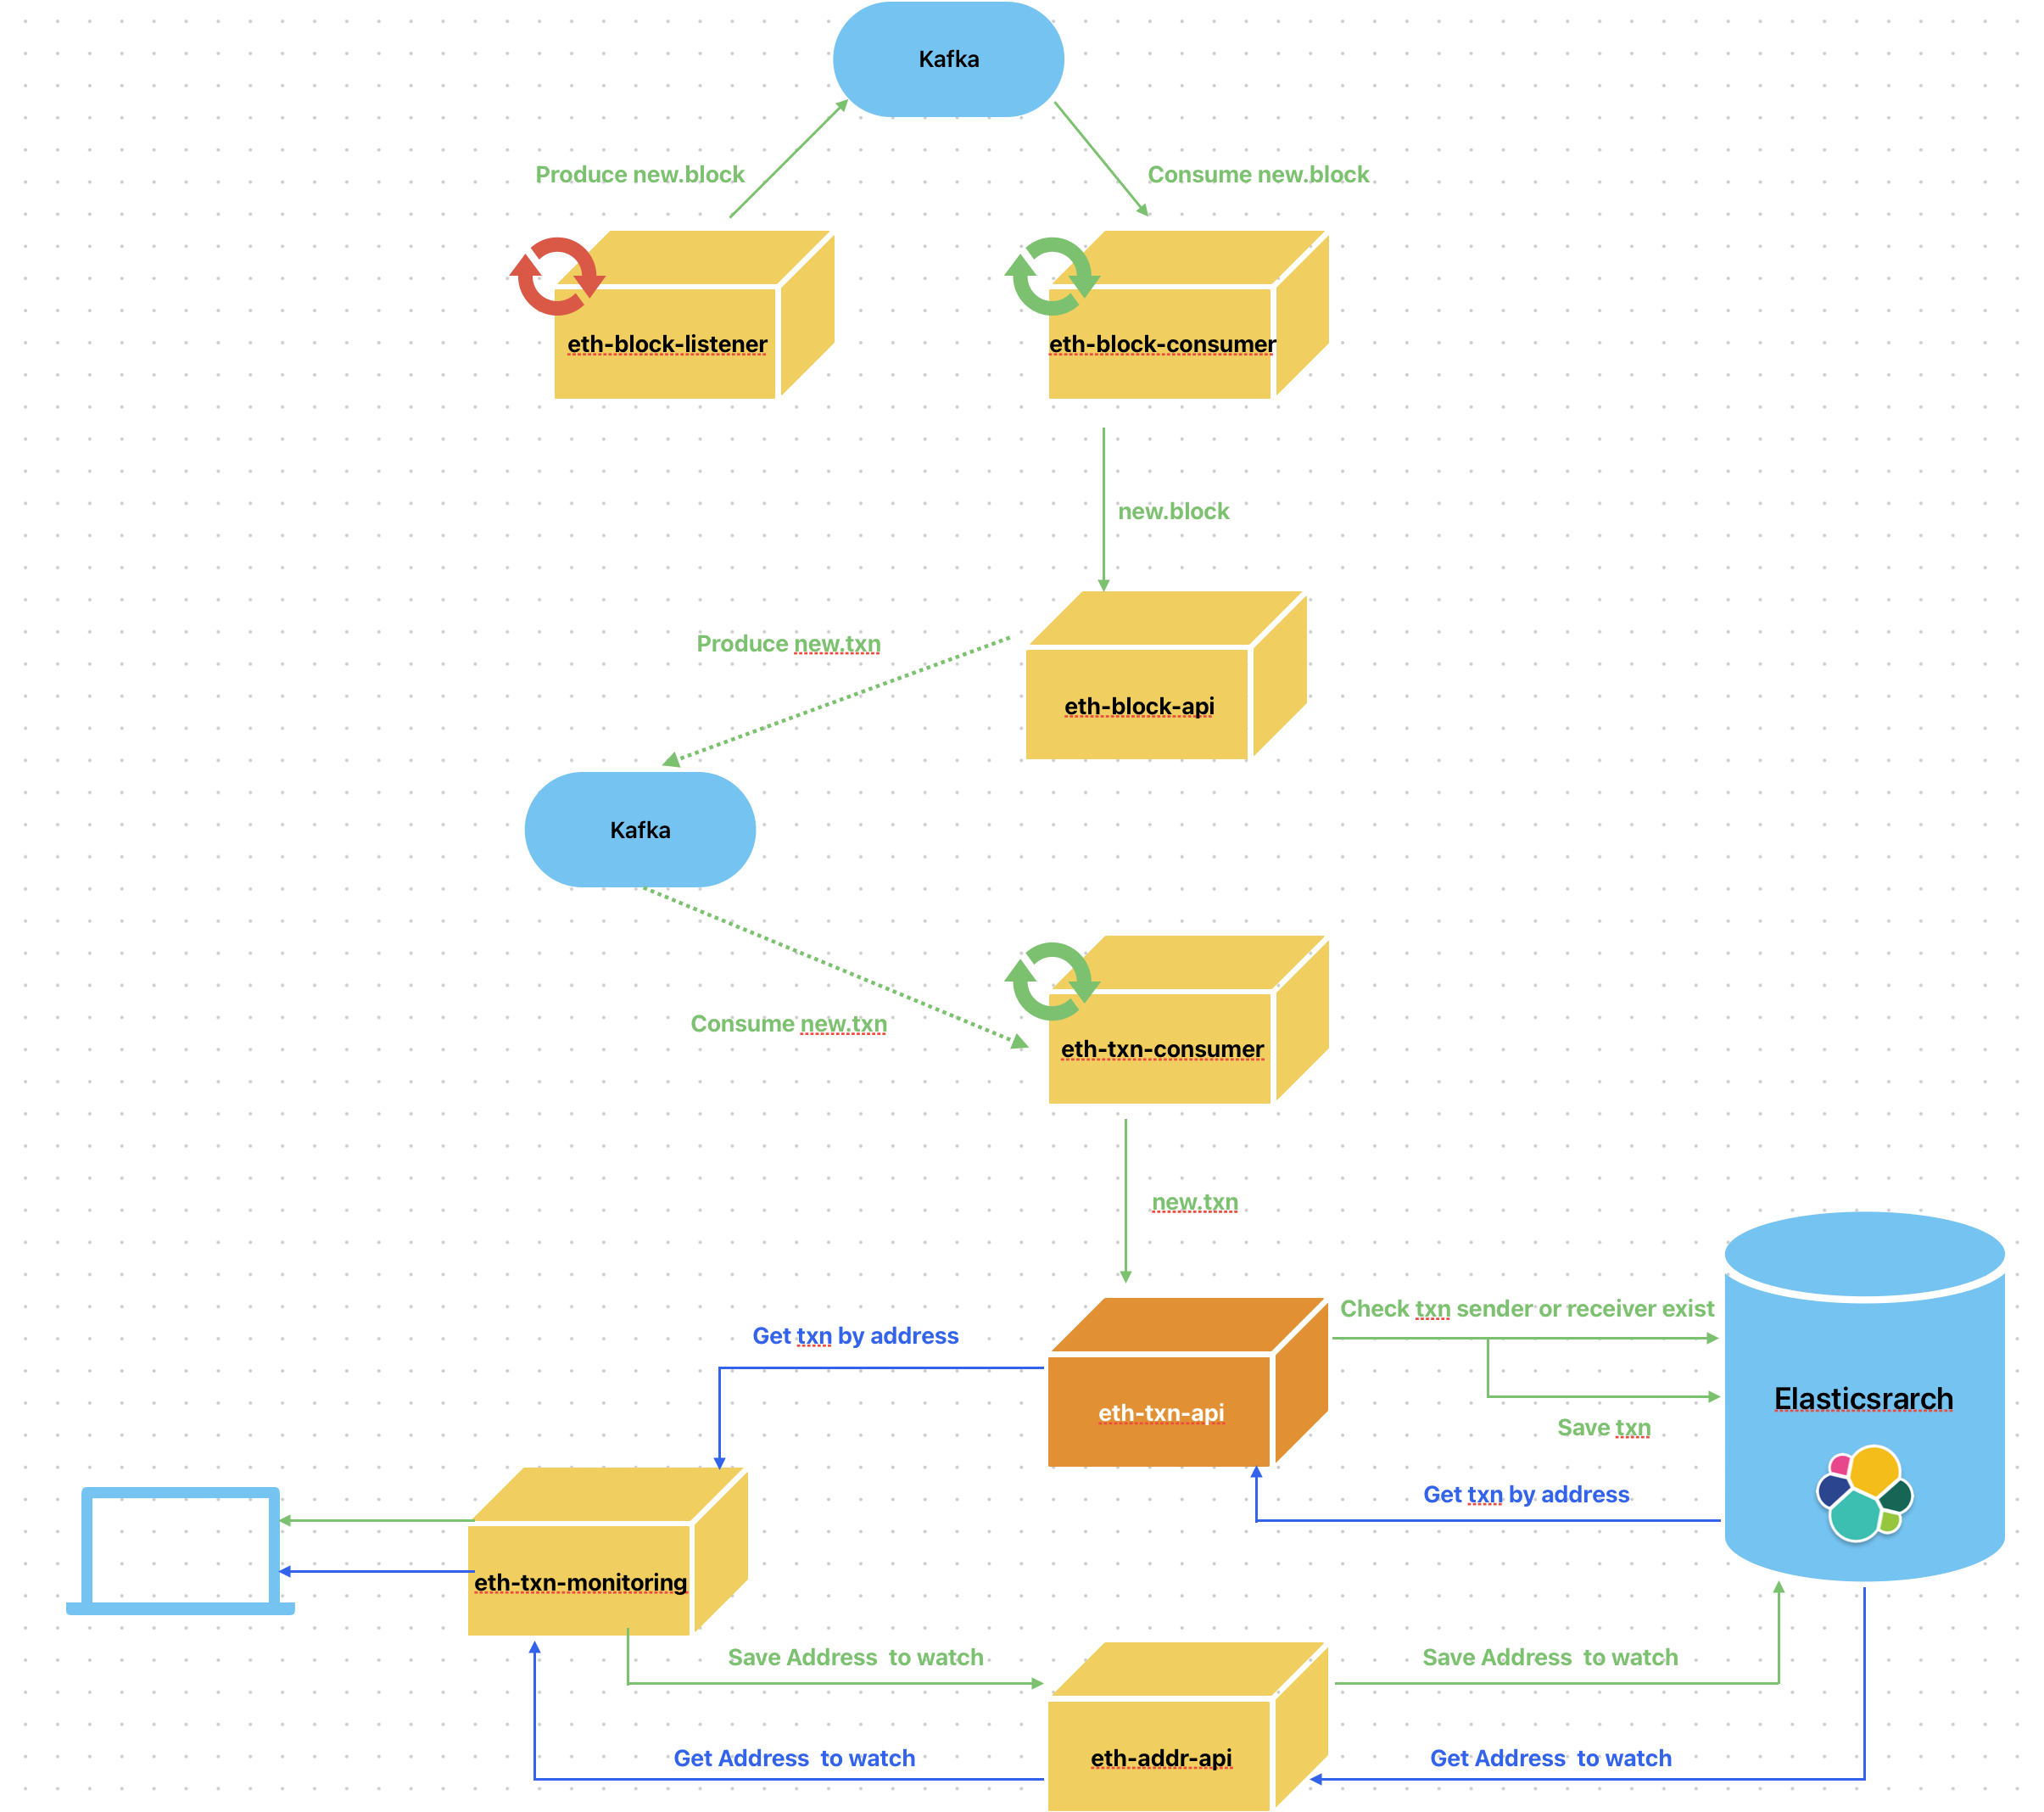 Kafka
Produce new.block
Consume new.block
eth-block-listener
eth-block-consumer
new.block
Produce new.txn
eth-block-api
Kafka
Consume new.txn
eth-txn-consumer
new.txn
Check txn sender or receiver exist
Get txn by address
Elasticsrarch
eth-txn-api
Save txn
Get txn by address
eth-txn-monitoring
Save Address to watch
Save Address to watch
Get Address to watch
eth-addr-api
Get Address to watch